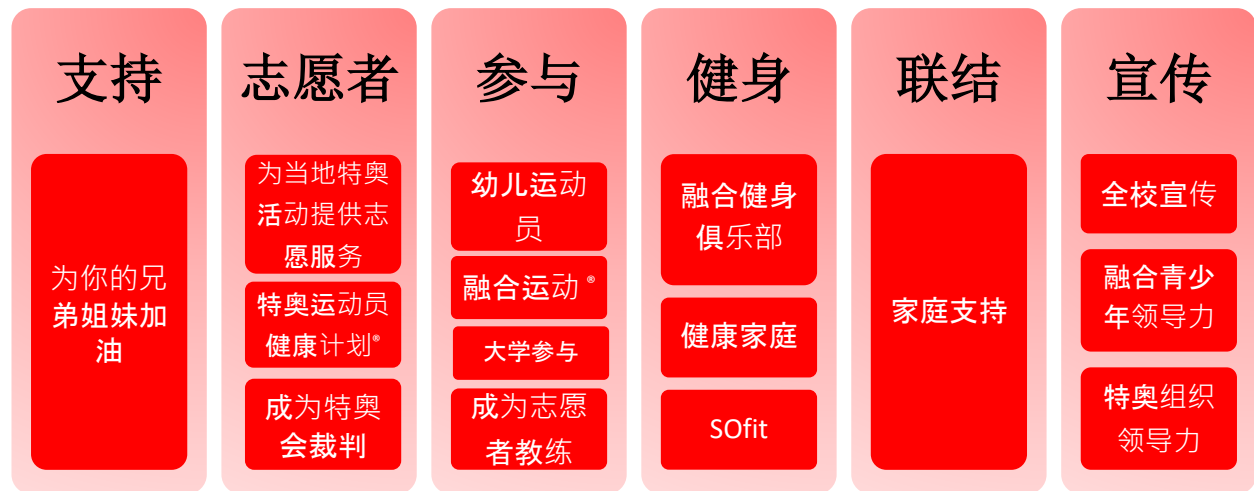 支持
为你的兄
弟姐妹加
油
志愿者
为当地特奥
活动提供志
愿服务
特奥运动员
健康计划®
成为特奥
会裁判
参与
幼儿运动
员
融合运动®
大学参与
成为志愿
者教练
健身
融合健身
俱乐部
健康家庭
SOfit
联结
家庭支持
宣传
全校宣传
融合青少
年领导力
特奥组织
领导力